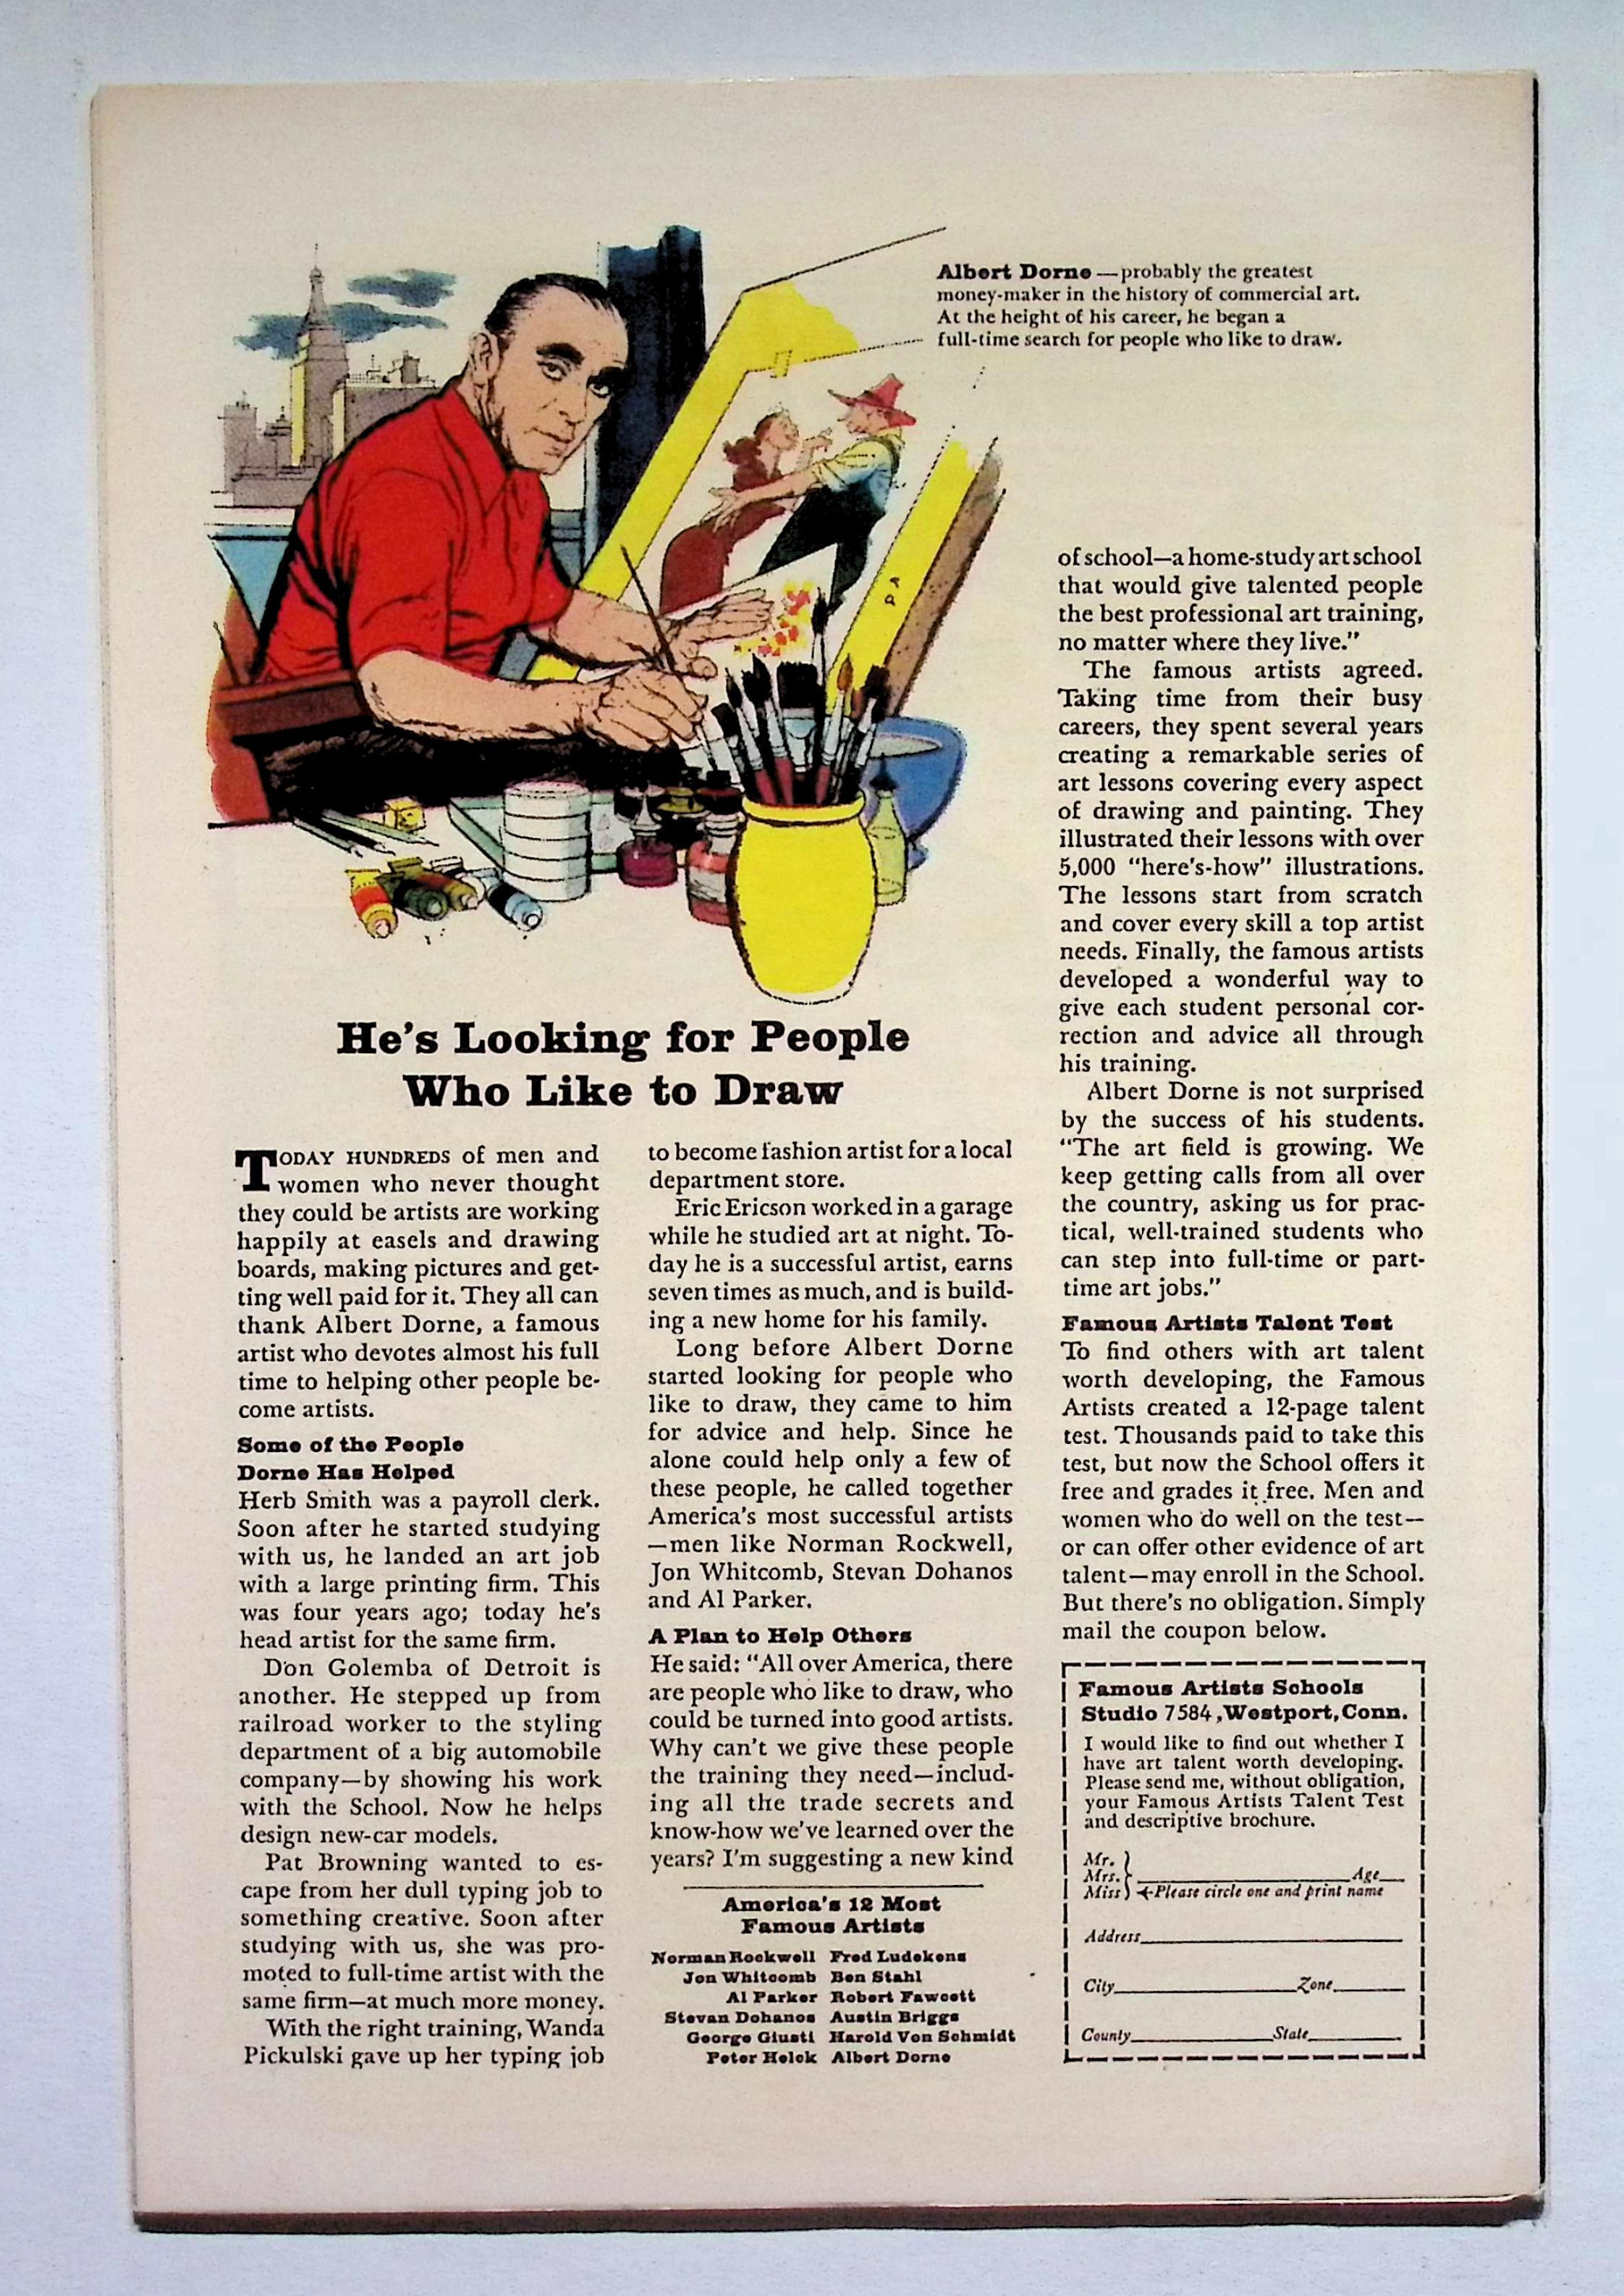 Albert Dorne—probably the greatest
money-maker in the history of commercial art.
At the height of his career, he began a
full-time search for people who like to draw.
He's Looking for People
Who Like to Draw
TODAY HUNDREDS of men and
women who never thought
they could be artists are working
happily at easels and drawing
boards, making pictures and get-
ting well paid for it. They all can
thank Albert Dorne, a famous
artist who devotes almost his full
time to helping other people be-
come artists.
Some of the People
Dorne Has Helped
Herb Smith was a payroll clerk.
Soon after he started studying
with us, he landed an art job
with a large printing firm. This
was four years ago; today he's
head artist for the same firm.
Don Golemba of Detroit is
another. He stepped up from
railroad worker to the styling
department of a big automobile
company—by showing his work
with the School. Now he helps
design new-car models.
Pat Browning wanted to es-
cape from her dull typing job to
something creative. Soon after
studying with us, she was pro-
moted to full-time artist with the
same firm—at much more money.
With the right training, Wanda
Pickulski gave up her typing job
to become fashion artist for a local
department store.
Eric Ericson worked in a garage
while he studied art at night. To-
day he is a successful artist, earns
seven times as much, and is build-
ing a new home for his family.
Long before Albert Dorne
started looking for people who
like to draw, they came to him
for advice and help. Since he
alone could help only a few of
these people, he called together
America's most successful artists
—men like Norman Rockwell,
Jon Whitcomb, Stevan Dohanos
and Al Parker.
A Plan to Help Others
He said: "All over America, there
are people who like to draw, who
could be turned into good artists.
Why can't we give these people
the training they need—includ-
ing all the trade secrets and
know-how we've learned over the
years? I'm suggesting a new kind
America's 12 Most
Famous Artists
Norman Rockwell Fred Ludekens
Jon Whitcomb Ben Stahl
Al Parker Robert Fawcett
Stevan Dohanos Austin Briggs
George Giusti Harold Von Schmidt
Peter Helck Albert Dorne
of school—a home-study art school
that would give talented people
the best professional art training,
no matter where they live."
The famous artists agreed.
Taking time from their busy
careers, they spent several years
creating a remarkable series of
art lessons covering every aspect
of drawing and painting. They
illustrated their lessons with over
5,000 "here's-how" illustrations.
The lessons start from scratch
and cover every skill a top artist
needs. Finally, the famous artists
developed a wonderful way to
give each student personal cor-
rection and advice all through
his training.
Albert Dorne is not surprised
by the success of his students.
"The art field is growing. We
keep getting calls from all over
the country, asking us for prac-
tical, well-trained students who
can step into full-time or part-
time art jobs."
Famous Artists Talent Test
To find others with art talent
worth developing, the Famous
Artists created a 12-page talent
test. Thousands paid to take this
test, but now the School offers it
free and grades it free. Men and
women who do well on the test—
or can offer other evidence of art
talent—may enroll in the School.
But there's no obligation. Simply
mail the coupon below.
Famous Artists Schools
Studio 7584, Westport, Conn.
I would like to find out whether I
have art talent worth developing.
Please send me, without obligation,
your Famous Artists Talent Test
and descriptive brochure.
Mr.
Mrs. Age
Miss Please circle one and print name
Address
City Zone
County State